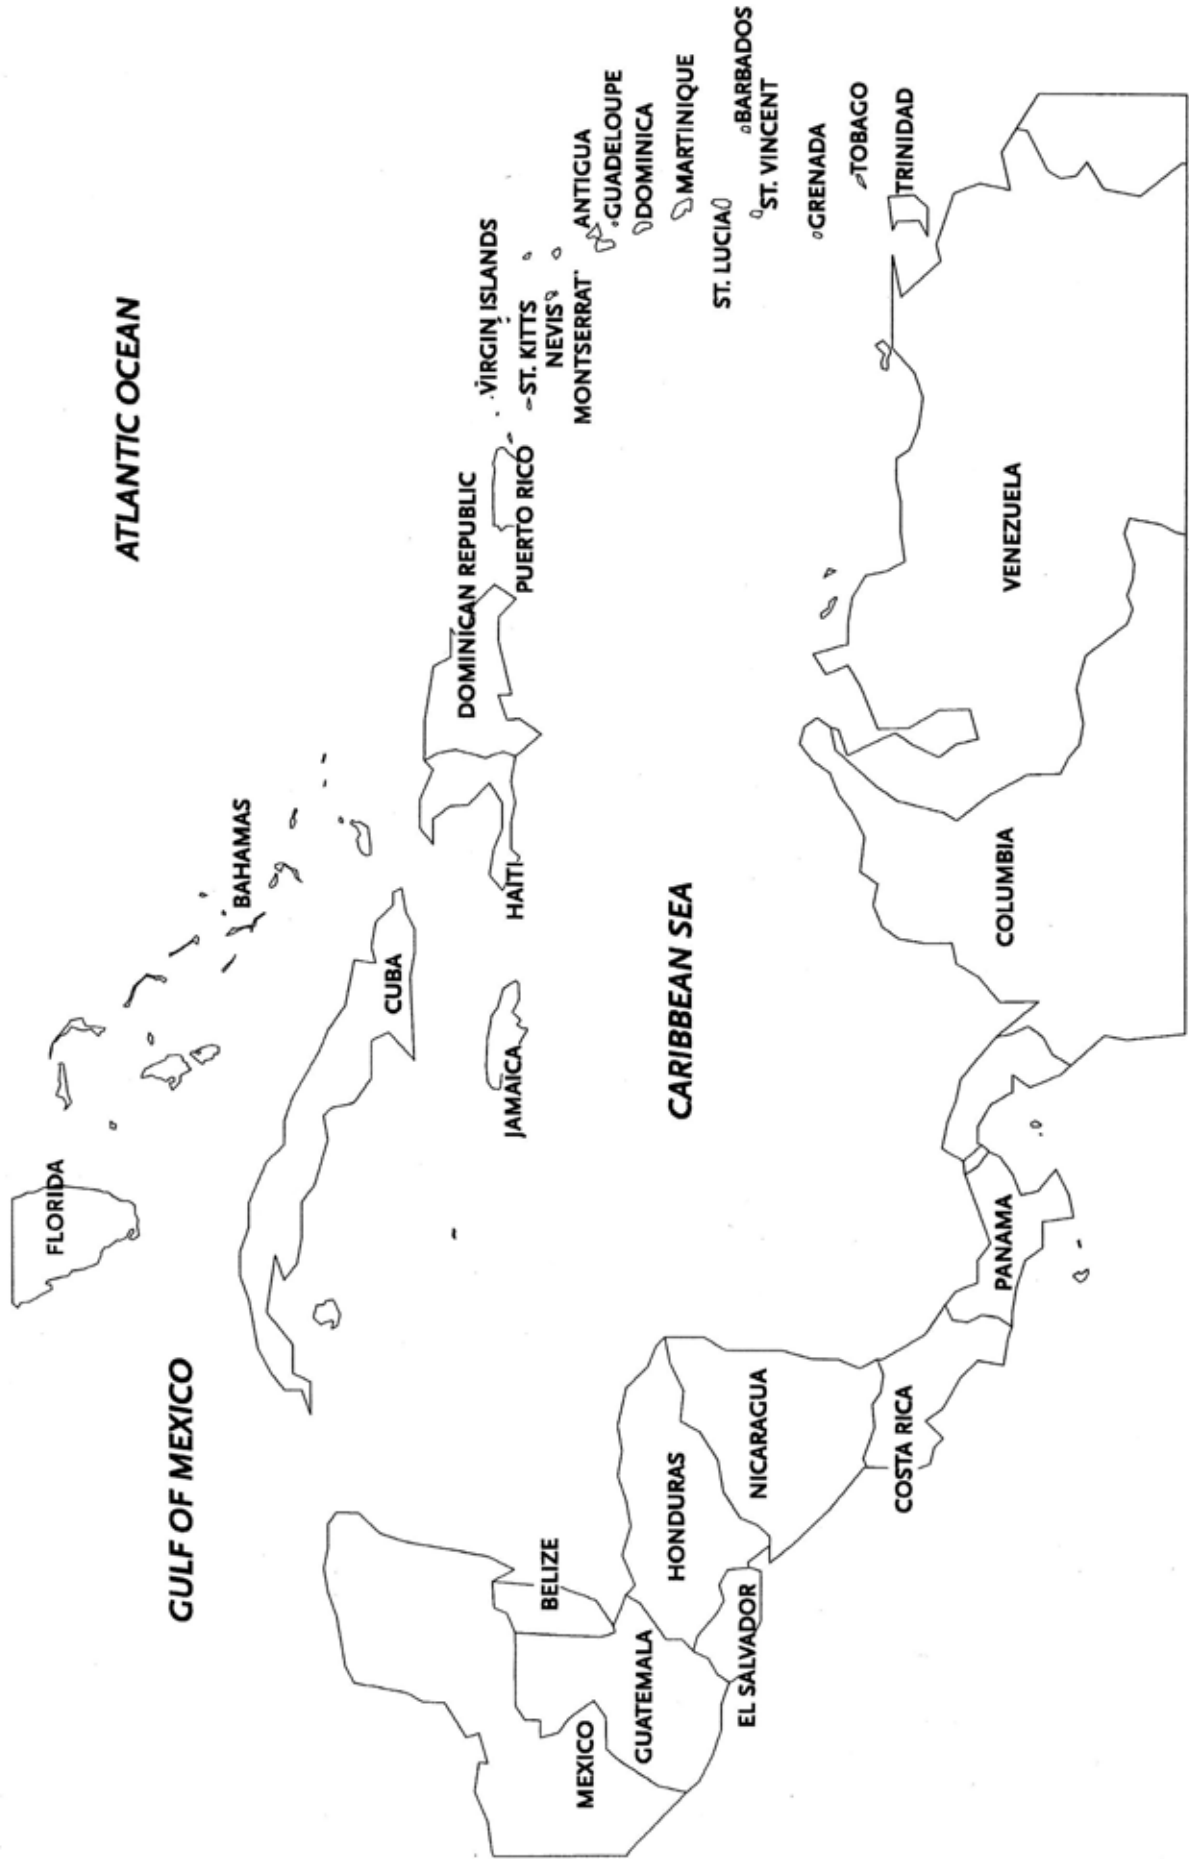 ATLANTIC OCEAN
GULF OF MEXICO
FLORIDA
BAHAMAS
CUBA
DOMINICAN REPUBLIC
VIRGIN ISLANDS
PUERTO RICO
HAITI
JAMAICA
ST. KITTS
NEVIS
MONTSERRAT
ANTIGUA
GUADELOUPE
DOMINICA
MARTINIQUE
ST. LUCIA
BARBADOS
ST. VINCENT
GRENADA
TOBAGO
TRINIDAD
CARIBBEAN SEA
MEXICO
BELIZE
GUATEMALA
HONDURAS
EL SALVADOR
NICARAGUA
COSTA RICA
PANAMA
COLUMBIA
VENEZUELA